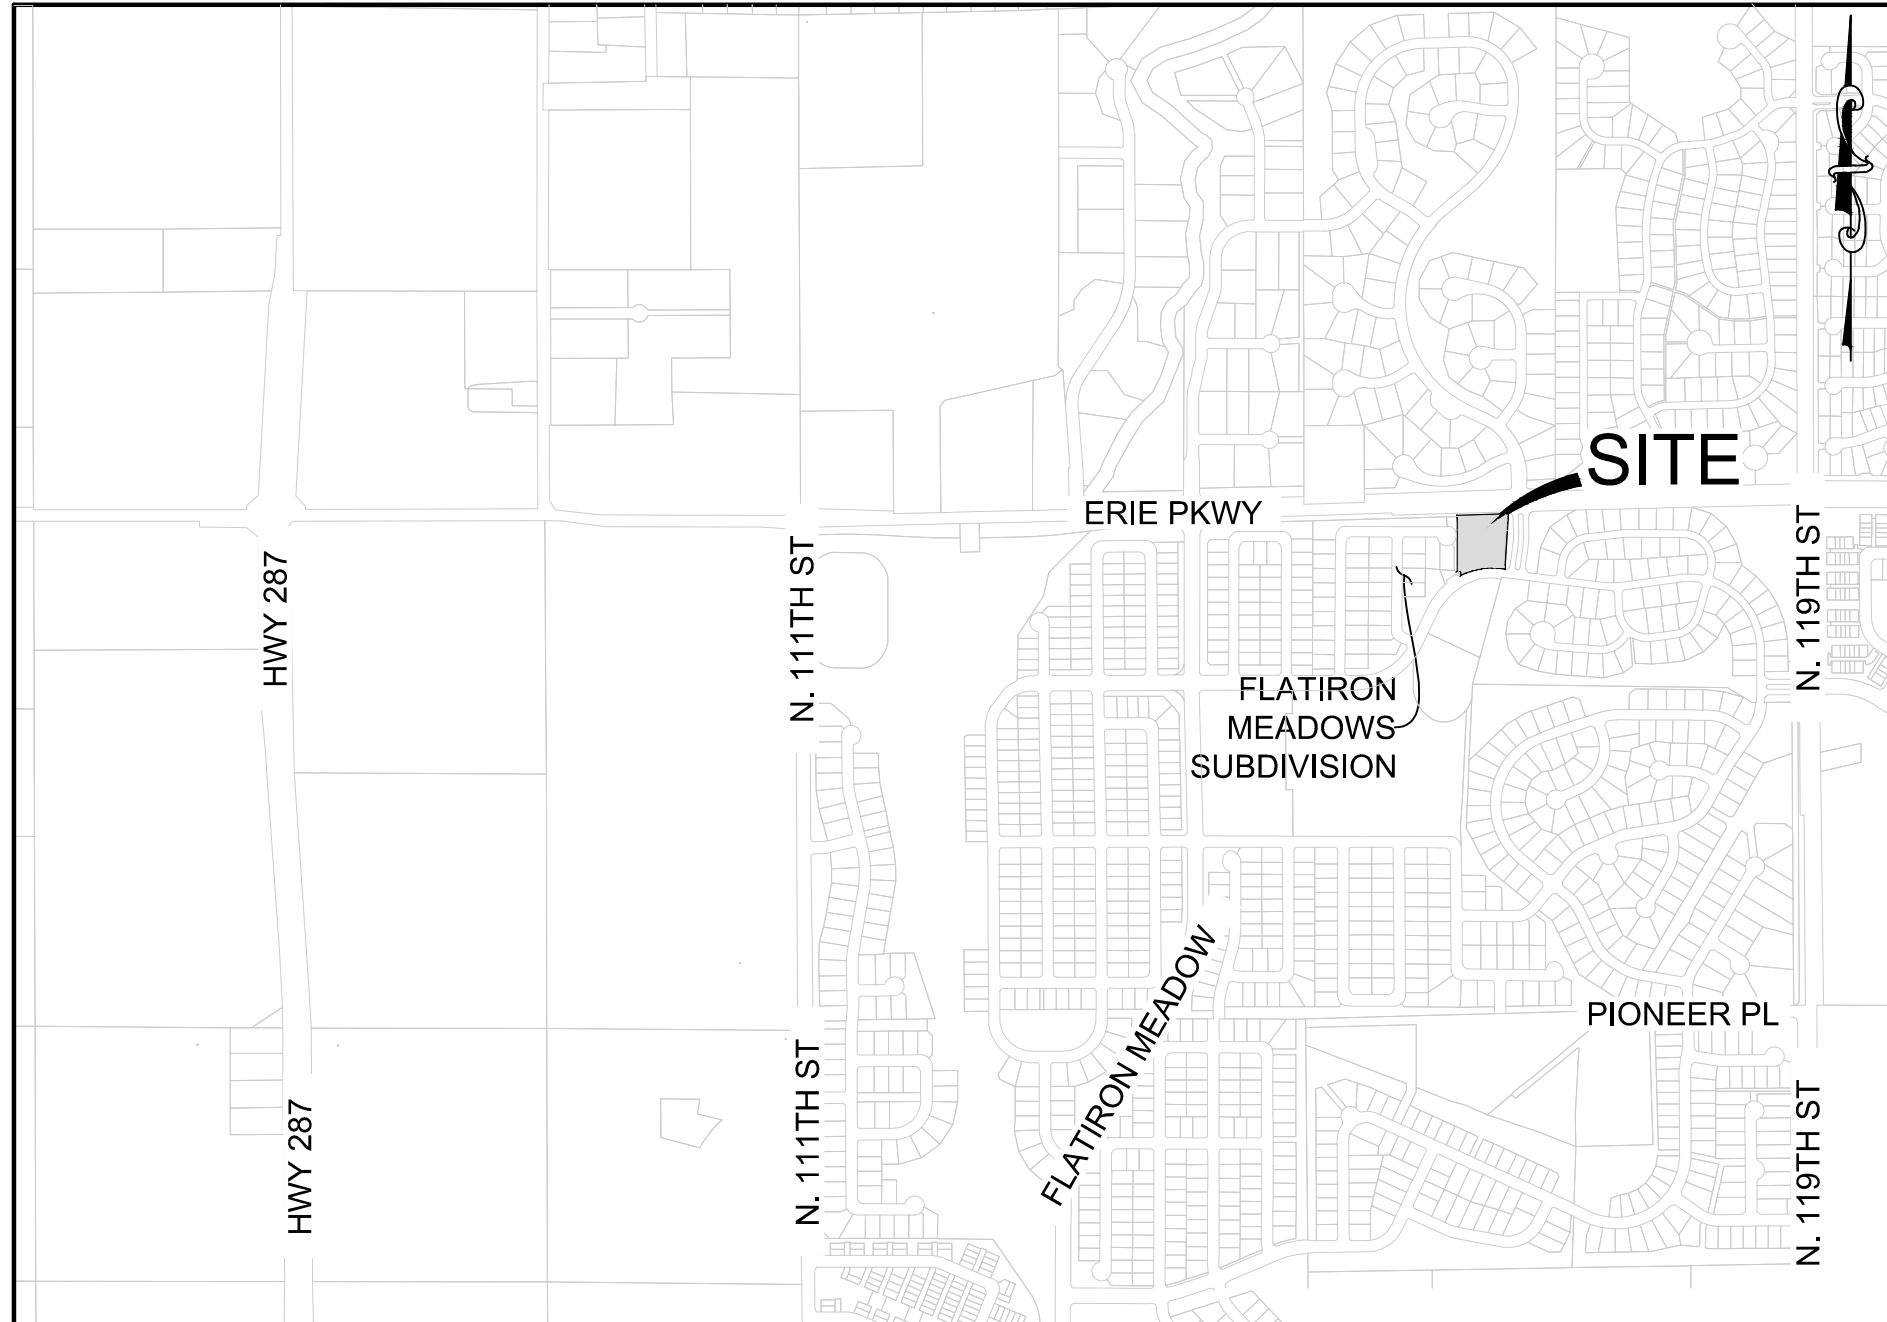 SITE
ERIE PKWY
HWY 287
N. 111TH ST
N. 119TH ST
FLATIRON
MEADOWS
SUBDIVISION
FLATIRON MEADOW
PIONEER PL
HWY 287
N. 111TH ST
N. 119TH ST